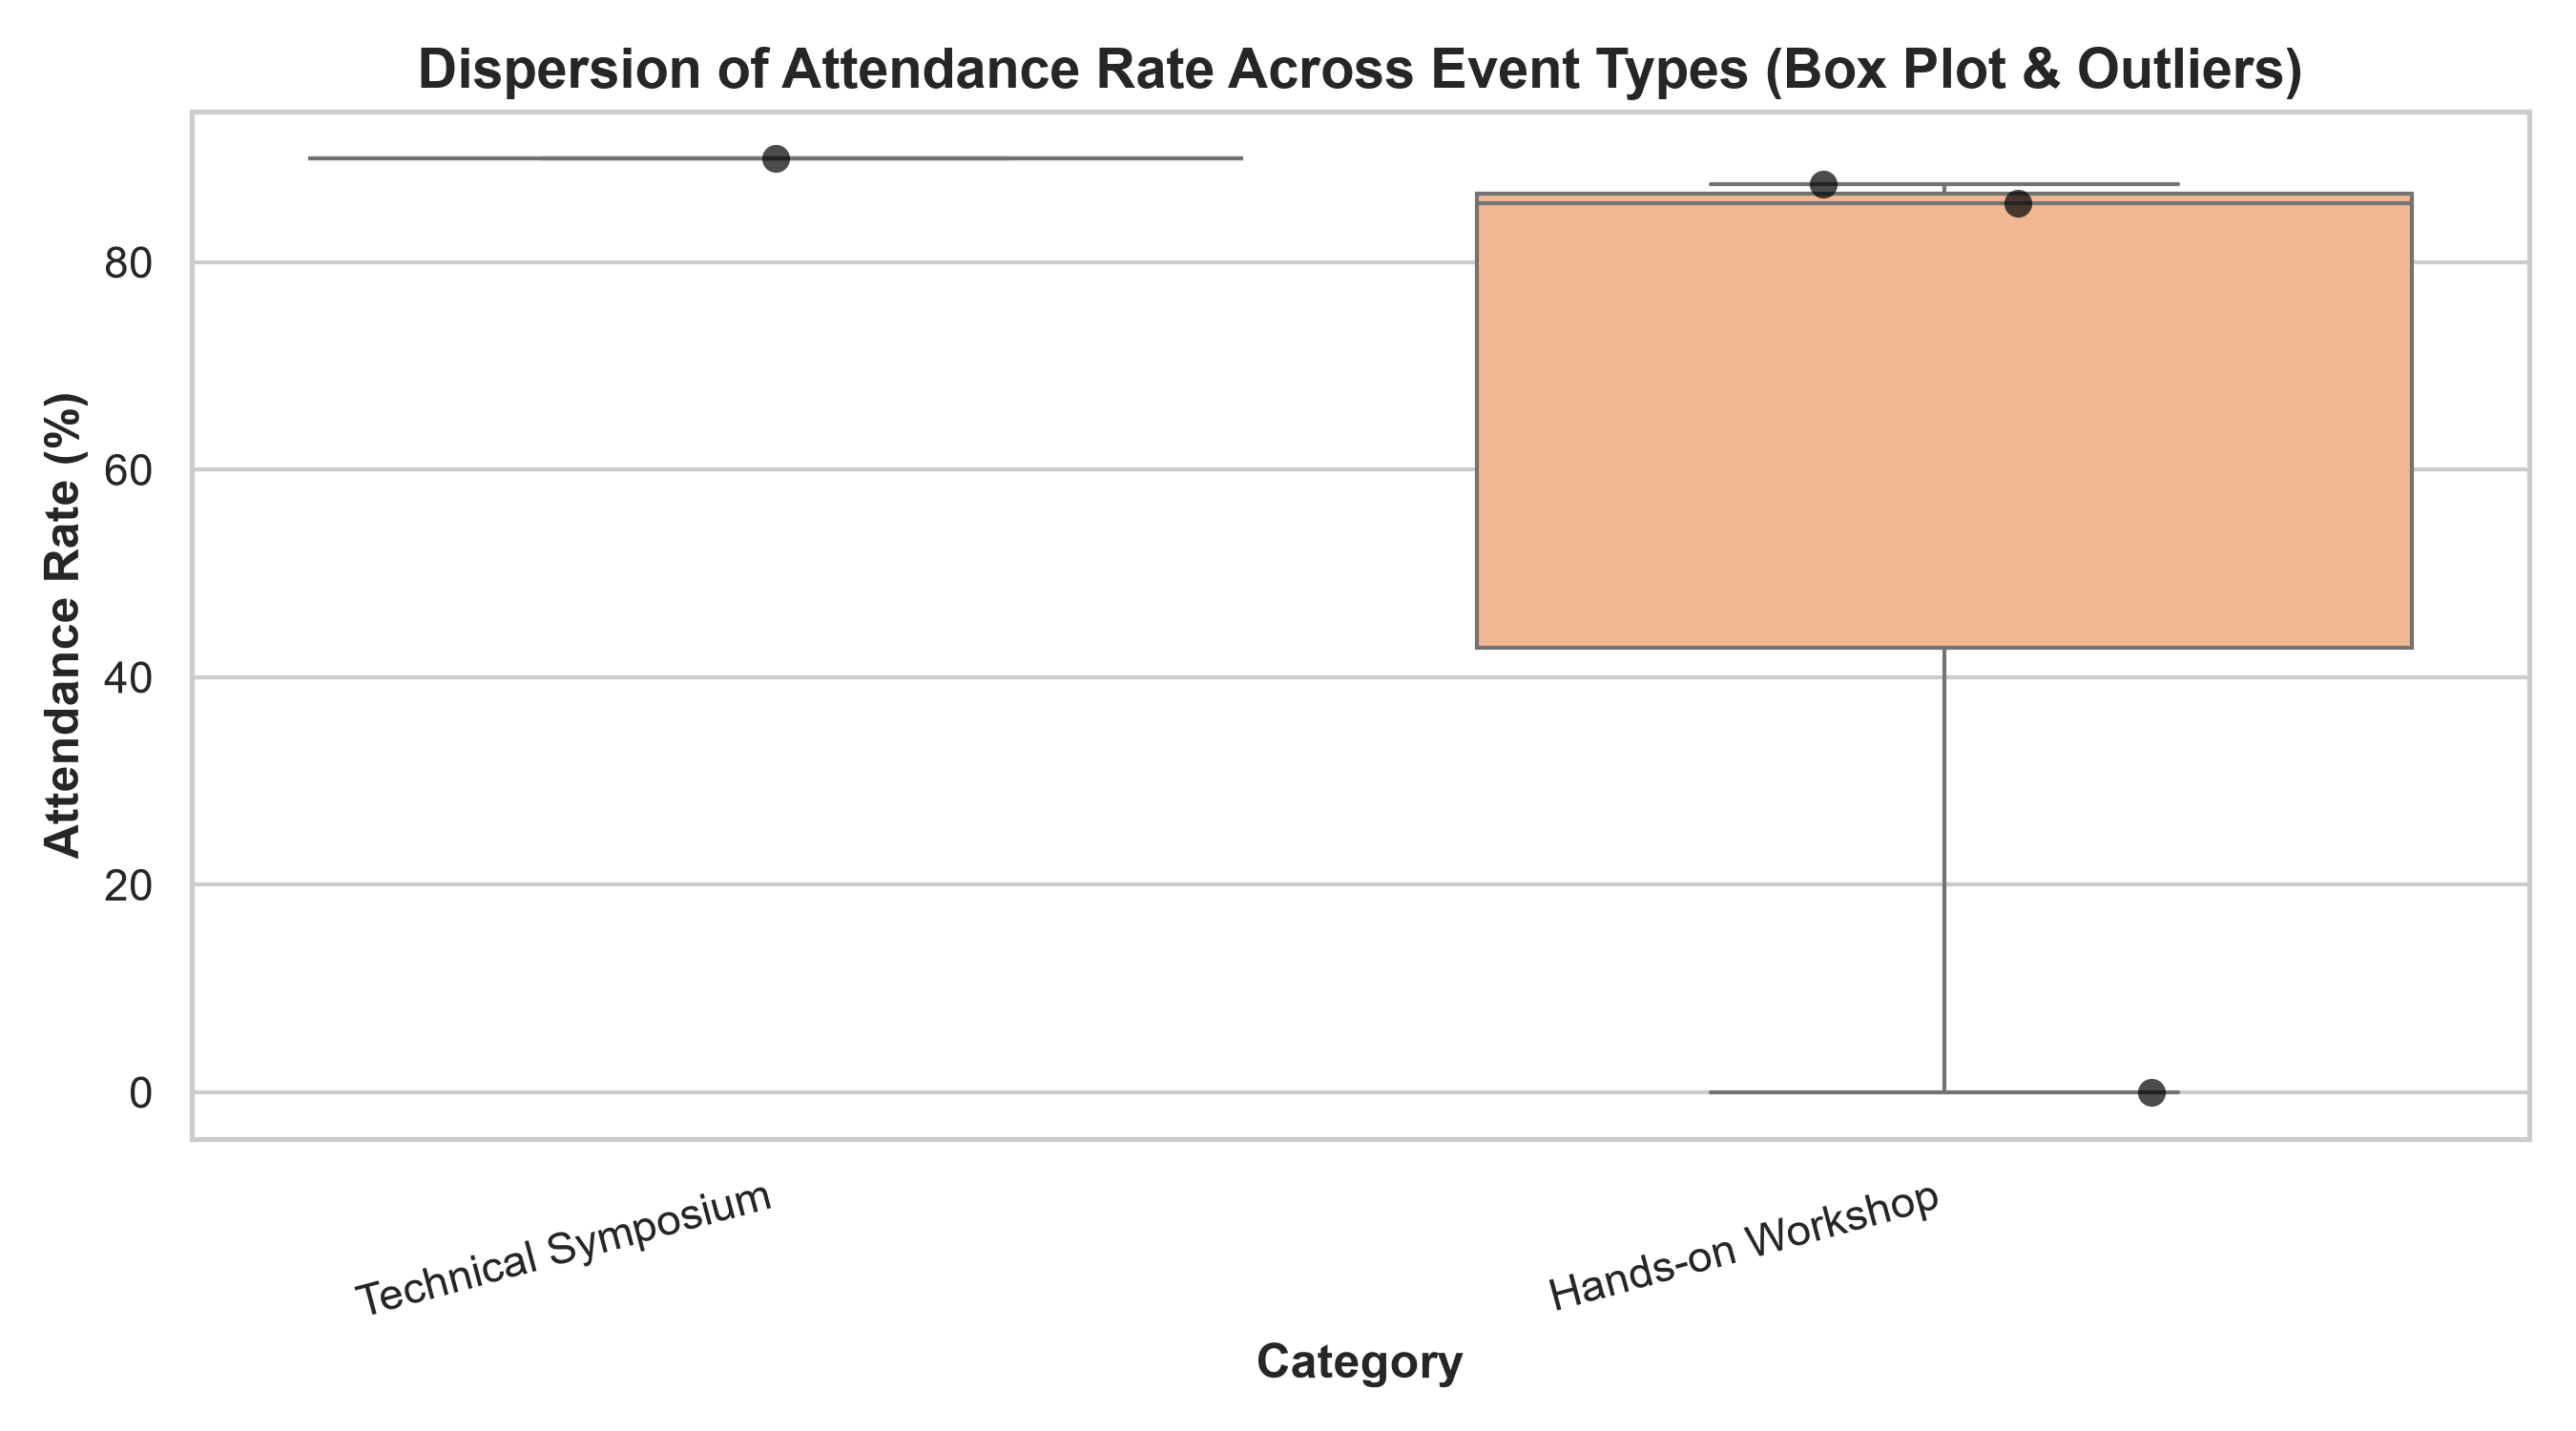 Dispersion of Attendance Rate Across Event Types (Box Plot & Outliers)
Attendance Rate (%)
80
60
40
20
0
Technical Symposium
Hands-on Workshop
Category